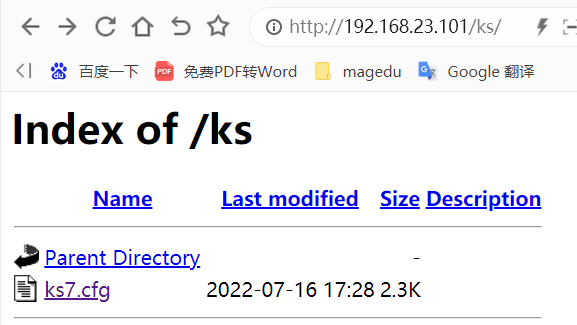 http://192.168.23.101/ks/
百度一下 PDF 免费PDF转Word magedu G Google 翻译
Index of /ks
Name Last modified Size Description
Parent Directory -
ks7.cfg 2022-07-16 17:28 2.3K